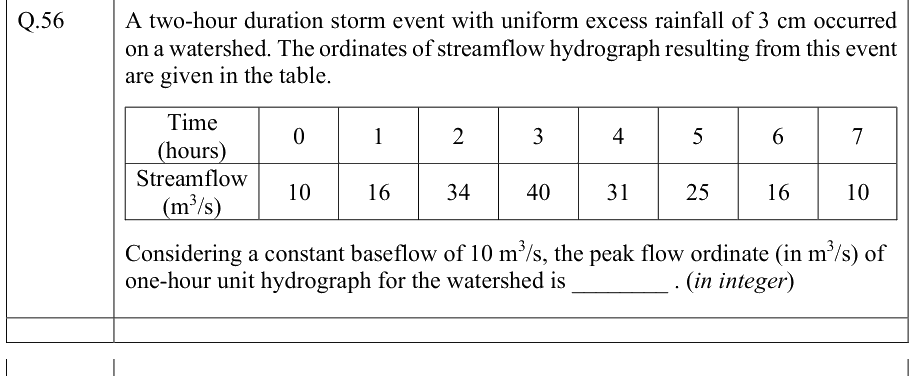 Q.56
A two-hour duration storm event with uniform excess rainfall of 3 cm occurred
on a watershed. The ordinates of streamflow hydrograph resulting from this event
are given in the table.
Time (hours) 0 1 2 3 4 5 6 7
Streamflow (m³/s) 10 16 34 40 31 25 16 10
Considering a constant baseflow of 10 m³/s, the peak flow ordinate (in m³/s) of
one-hour unit hydrograph for the watershed is ________ . (in integer)